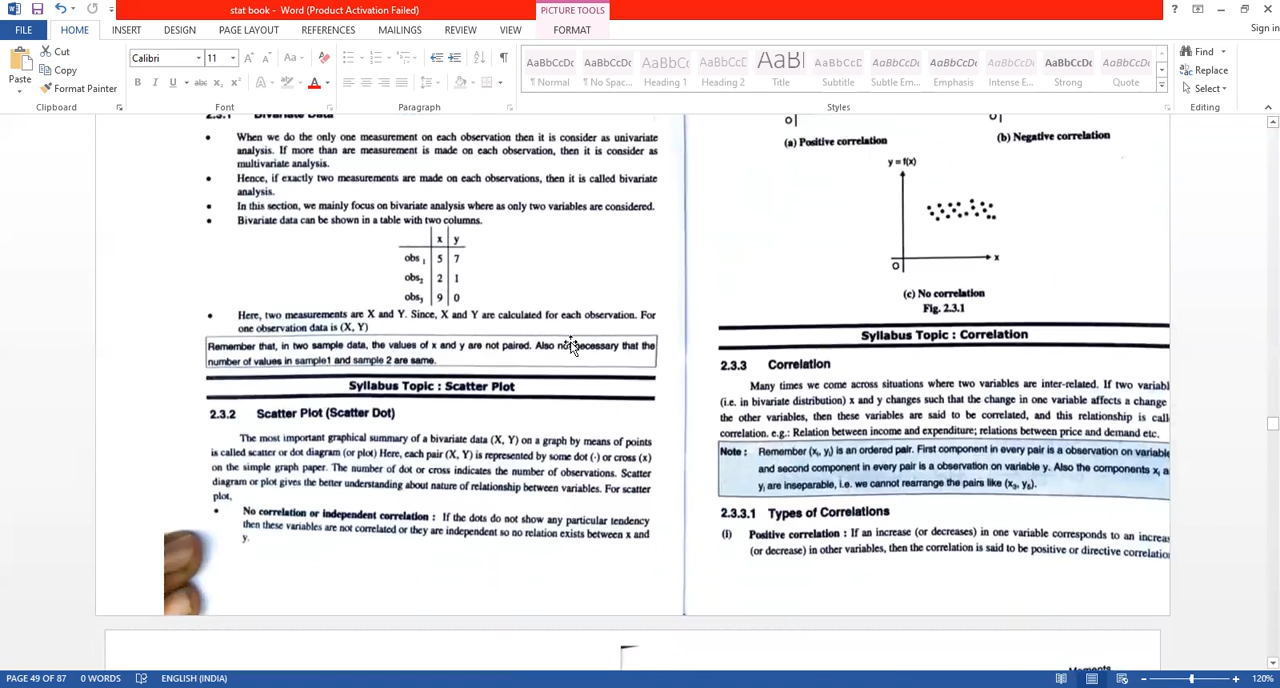 stat book - Word (Product Activation Failed)
PICTURE TOOLS
Sign in
FILE
HOME
INSERT
DESIGN
PAGE LAYOUT
REFERENCES
MAILINGS
REVIEW
VIEW
FORMAT
Paste
Cut
Copy
Format Painter
Clipboard
Calibri
11
Font
Paragraph
AaBbCcDc
AaBbCcDc
AaBbCc
AaBbCcC
AaBl
AaBbCcD
AaBbCcDc
AaBbCcDc
AaBbCcDc
AaBbCcDc
AaBbCcDc
¶ Normal
¶ No Spac...
Heading 1
Heading 2
Title
Subtitle
Subtle Em...
Emphasis
Intense E...
Strong
Quote
Styles
Find
Replace
Select
Editing
2.3.1 Bivariate Data
• When we do the only one measurement on each observation then it is consider as univariate
analysis. If more than are measurement is made on each observation, then it is consider as
multivariate analysis.
• Hence, if exactly two measurements are made on each observations, then it is called bivariate
analysis.
• In this section, we mainly focus on bivariate analysis where as only two variables are considered.
• Bivariate data can be shown in a table with two columns.
x y
obs₁ 5 7
obs₂ 2 1
obs₃ 9 0
• Here, two measurements are X and Y. Since, X and Y are calculated for each observation. For
one observation data is (X, Y)
Remember that, in two sample data, the values of x and y are not paired. Also not necessary that the
number of values in sample1 and sample 2 are same.
Syllabus Topic : Scatter Plot
2.3.2 Scatter Plot (Scatter Dot)
The most important graphical summary of a bivariate data (X, Y) on a graph by means of points
is called scatter or dot diagram (or plot) Here, each pair (X, Y) is represented by some dot (·) or cross (x)
on the simple graph paper. The number of dot or cross indicates the number of observations. Scatter
diagram or plot gives the better understanding about nature of relationship between variables. For scatter
plot,
• No correlation or independent correlation : If the dots do not show any particular tendency
then these variables are not correlated or they are independent so no relation exists between x and
y.
O
O
(a) Positive correlation
(b) Negative correlation
y = f(x)
O
x
(c) No correlation
Fig. 2.3.1
Syllabus Topic : Correlation
2.3.3 Correlation
Many times we come across situations where two variables are inter-related. If two variabl
(i.e. in bivariate distribution) x and y changes such that the change in one variable affects a change
the other variables, then these variables are said to be correlated, and this relationship is call
correlation. e.g.: Relation between income and expenditure; relations between price and demand etc.
Note : Remember (xᵢ, yᵢ) is an ordered pair. First component in every pair is a observation on variable
and second component in every pair is a observation on variable y. Also the components xᵢ a
yᵢ are inseparable, i.e. we cannot rearrange the pairs like (x₃, y₅).
2.3.3.1 Types of Correlations
(i) Positive correlation : If an increase (or decreases) in one variable corresponds to an increa
(or decrease) in other variables, then the correlation is said to be positive or directive correlatio
Moments
PAGE 49 OF 87
0 WORDS
ENGLISH (INDIA)
120%